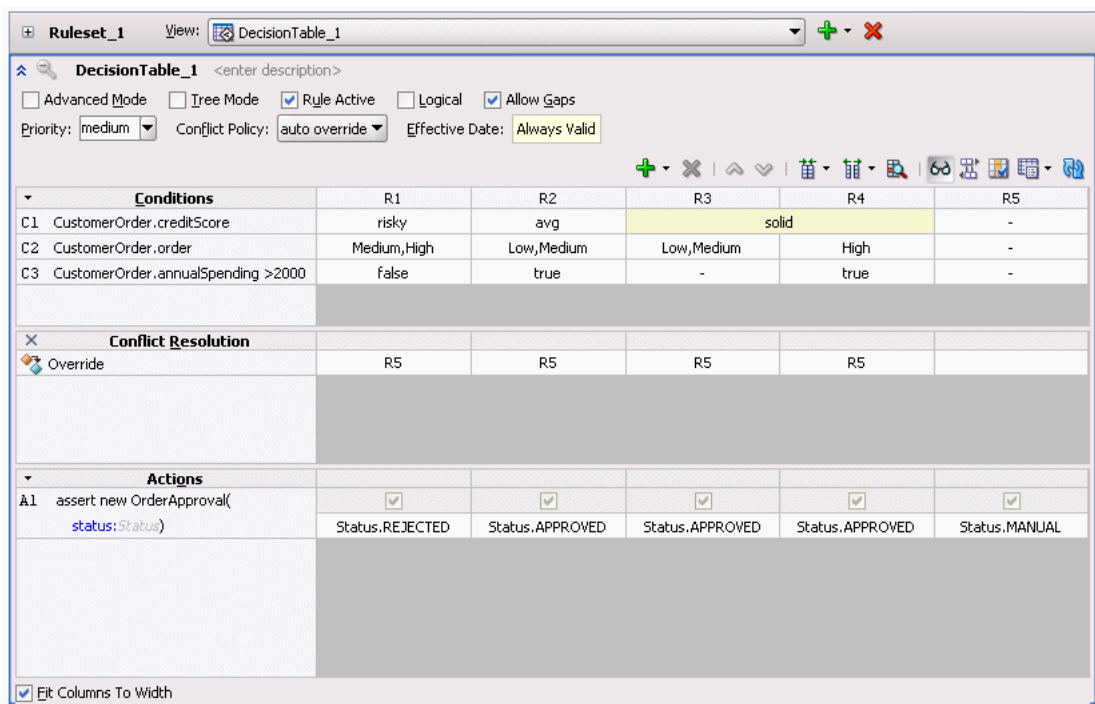 Ruleset_1 View: DecisionTable_1
DecisionTable_1 <enter description>
Advanced Mode Tree Mode Rule Active Logical Allow Gaps
Priority: medium Conflict Policy: auto override Effective Date: Always Valid
Conditions R1 R2 R3 R4 R5
C1 CustomerOrder.creditScore risky avg solid -
C2 CustomerOrder.order Medium,High Low,Medium Low,Medium High -
C3 CustomerOrder.annualSpending >2000 false true - true -
Conflict Resolution
Override R5 R5 R5 R5
Actions
A1 assert new OrderApproval(
status:Status) Status.REJECTED Status.APPROVED Status.APPROVED Status.APPROVED Status.MANUAL
Fit Columns To Width